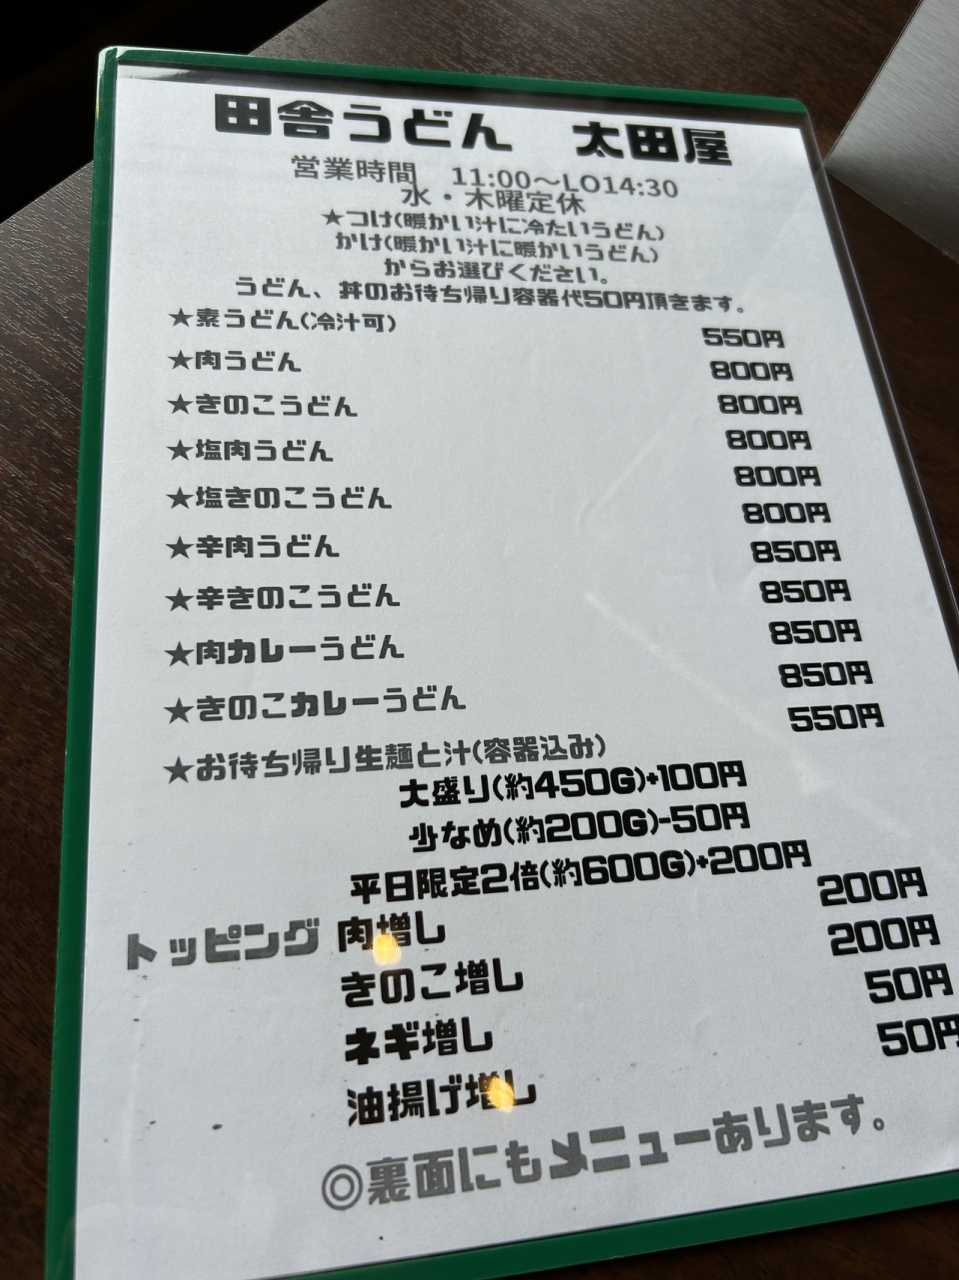 田舎うどん　太田屋
営業時間　11:00～LO14:30
水・木曜定休
★つけ(暖かい汁に冷たいうどん)
かけ(暖かい汁に暖かいうどん)
からお選びください。
うどん、丼のお待ち帰り容器代50円頂きます。
★素うどん(冷汁可) 550円
★肉うどん 800円
★きのこうどん 800円
★塩肉うどん 800円
★塩きのこうどん 800円
★辛肉うどん 800円
★辛きのこうどん 850円
★肉カレーうどん 850円
★きのこカレーうどん 850円
★お待ち帰り生麺と汁(容器込み) 850円
550円
大盛り(約450G)+100円
少なめ(約200G)-50円
平日限定2倍(約600G)+200円
トッピング 肉増し 200円
きのこ増し 200円
ネギ増し 50円
油揚げ増し 50円
◎裏面にもメニューあります。